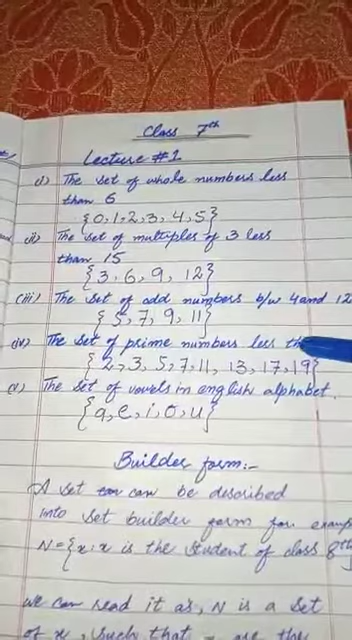 Class 7th
Lecture #1
(i) The set of whole numbers less
than 6
{0,1,2,3,4,5}
(ii) The set of multiples of 3 less
than 15
{3, 6, 9, 12}
(iii) The set of odd numbers b/w 4 and 12
{5, 7, 9, 11}
(iv) The set of prime numbers less
{2, 3, 5, 7, 11, 13, 17, 19}
(v) The set of vowels in english alphabet.
{a, e, i, o, u}
Builder form:-
A set can be described
into set builder form for
N={x:x is the student of class 8th
we can read it as, N is a set
of x, such that are the